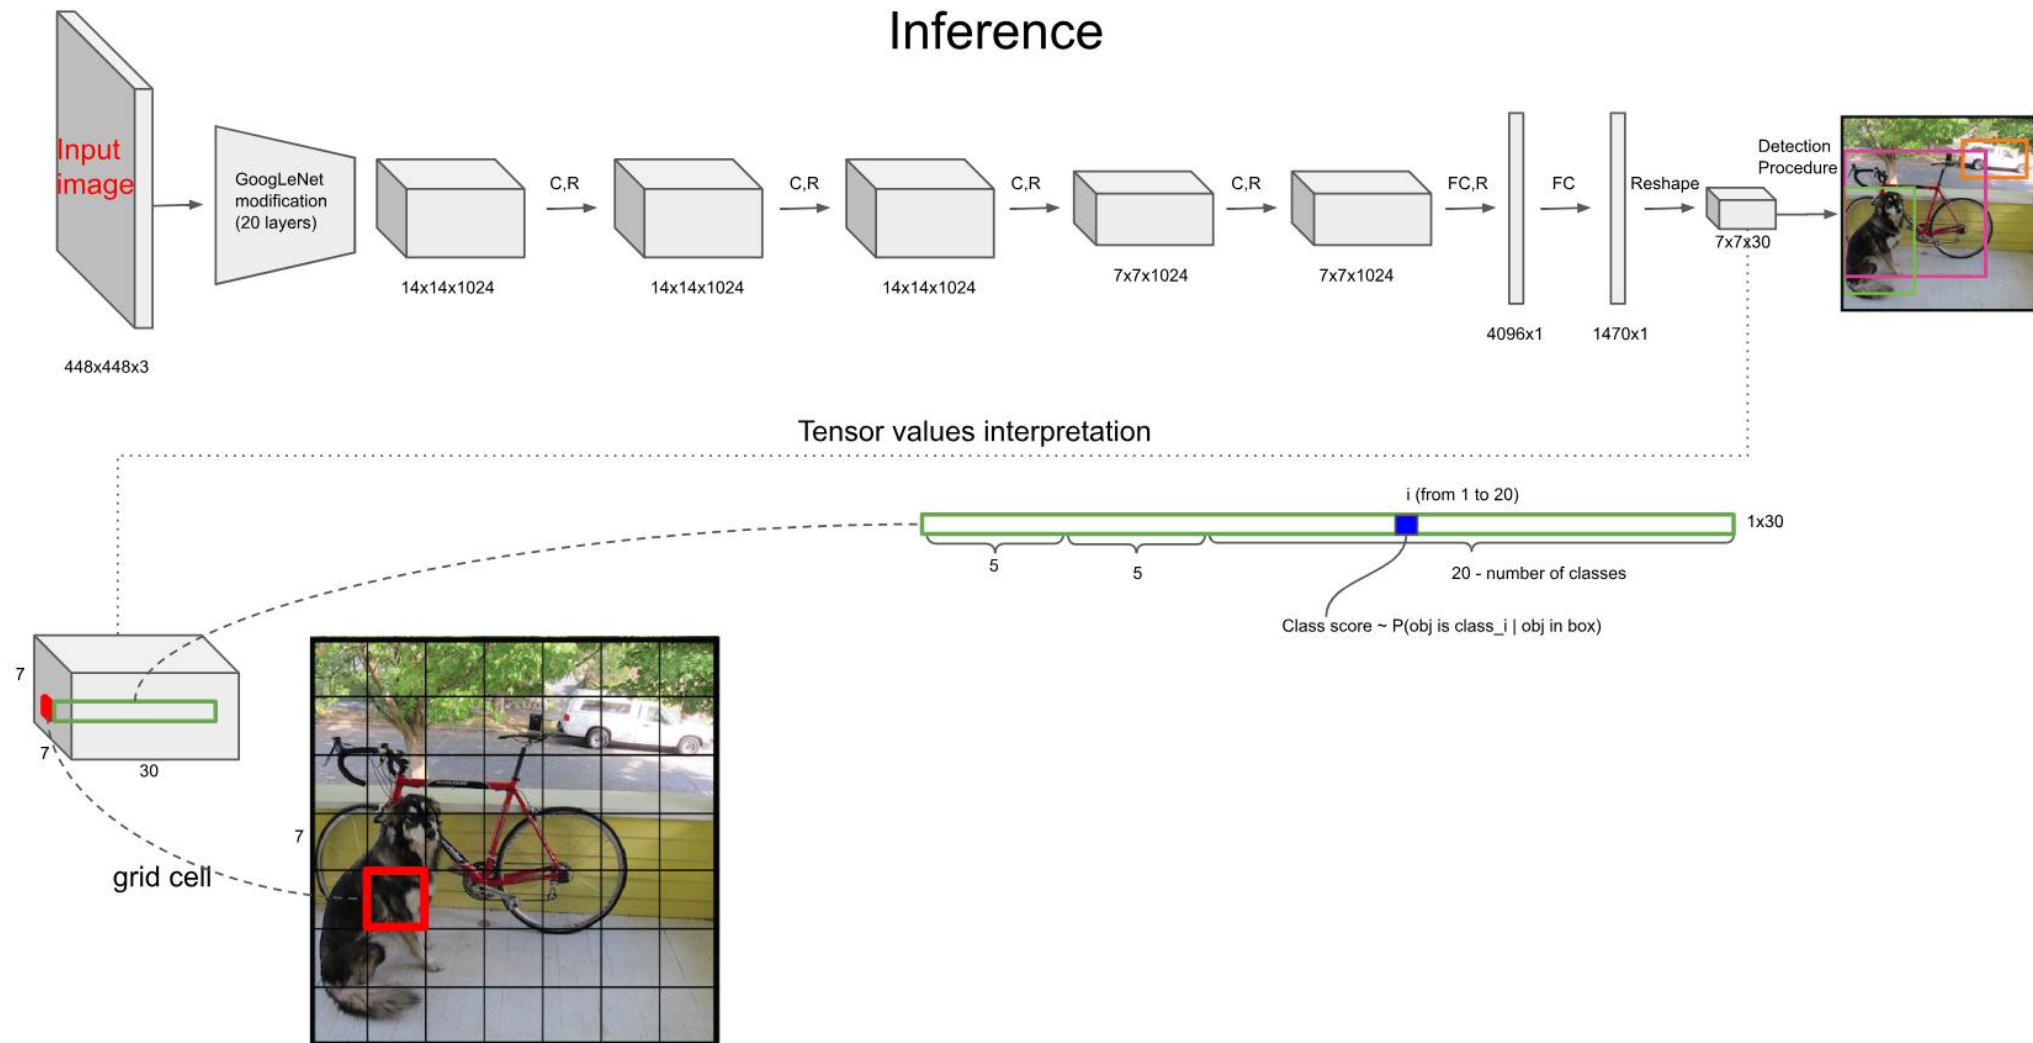 Inference
Input
image
448x448x3
GoogLeNet
modification
(20 layers)
14x14x1024
C,R
14x14x1024
C,R
14x14x1024
C,R
7x7x1024
C,R
7x7x1024
FC,R
4096x1
FC
1470x1
Reshape
7x7x30
Detection
Procedure
Tensor values interpretation
i (from 1 to 20)
1x30
5
5
20 - number of classes
Class score ~ P(obj is class_i | obj in box)
7
7
30
7
grid cell